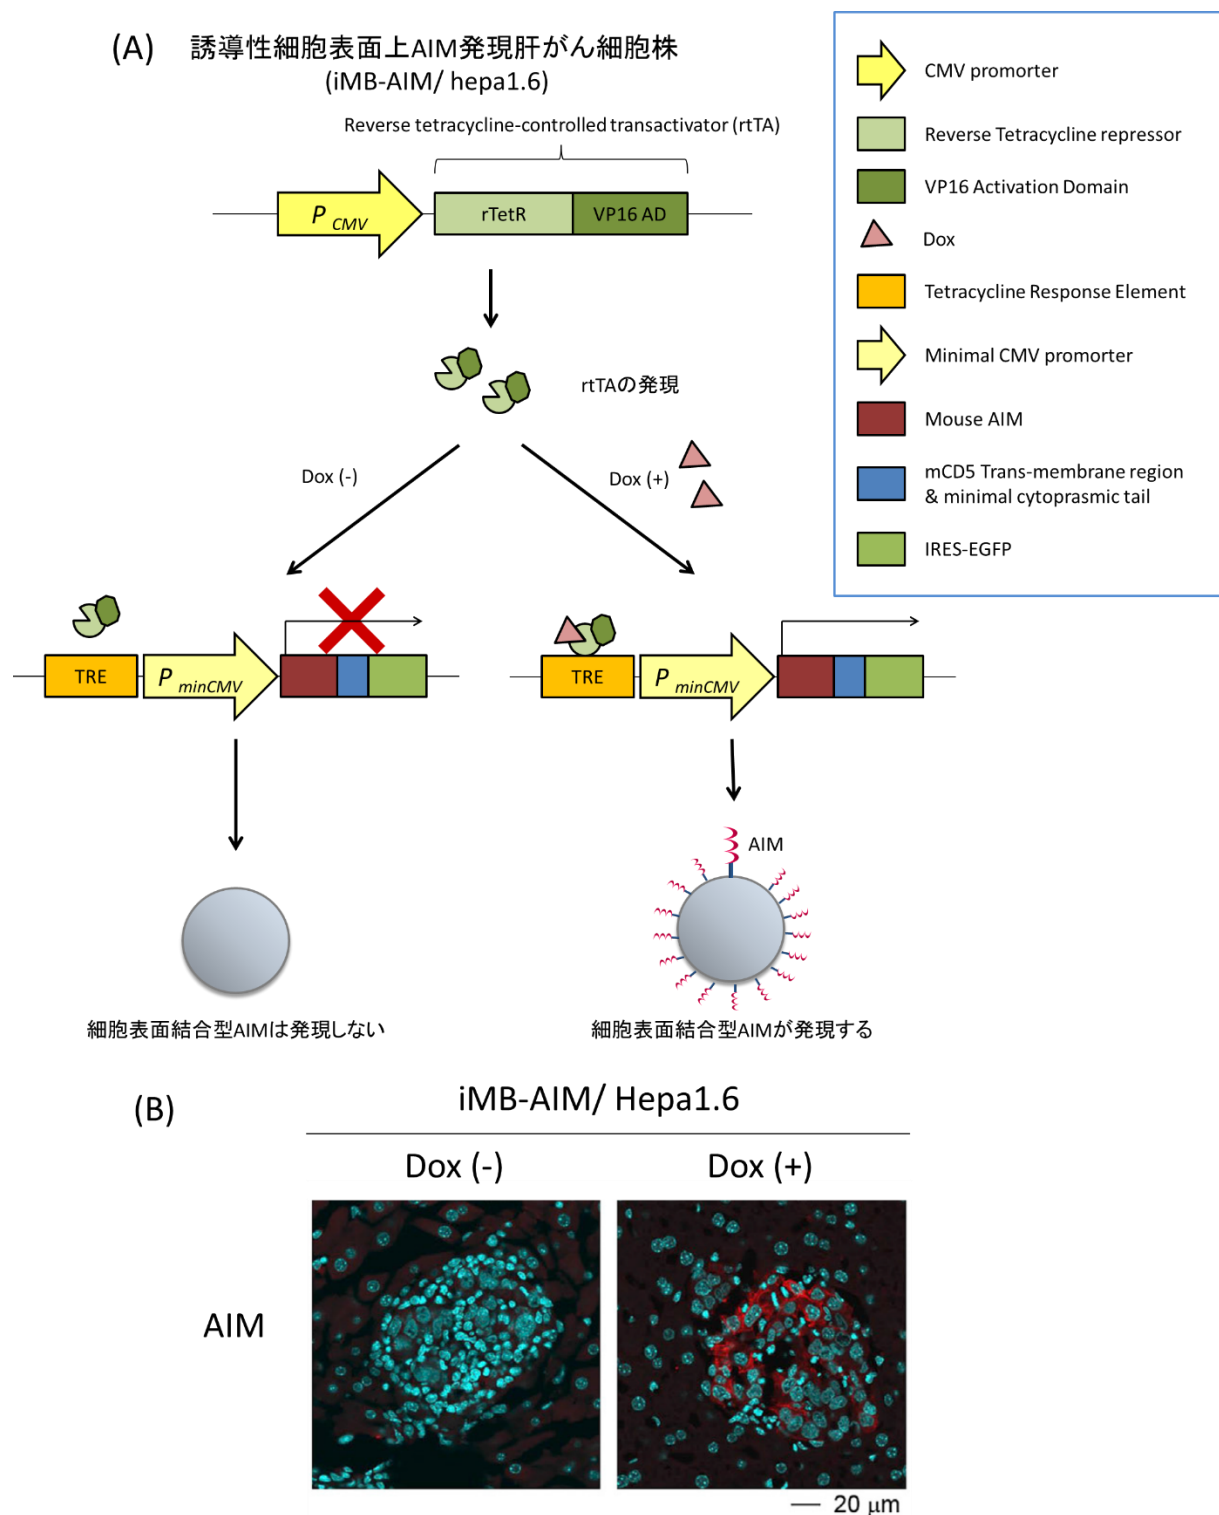 (A) 誘導性細胞表面上AIM発現肝がん細胞株
(iMB-AIM/ hepa1.6)
Reverse tetracycline-controlled transactivator (rtTA)
P CMV
rTetR
VP16 AD
rtTAの発現
Dox (-)
Dox (+)
TRE
P minCMV
TRE
P minCMV
AIM
細胞表面結合型AIMは発現しない
細胞表面結合型AIMが発現する
CMV promorter
Reverse Tetracycline repressor
VP16 Activation Domain
Dox
Tetracycline Response Element
Minimal CMV promorter
Mouse AIM
mCD5 Trans-membrane region
& minimal cytoprasmic tail
IRES-EGFP
(B)
iMB-AIM/ Hepa1.6
Dox (-)
Dox (+)
AIM
20 μm